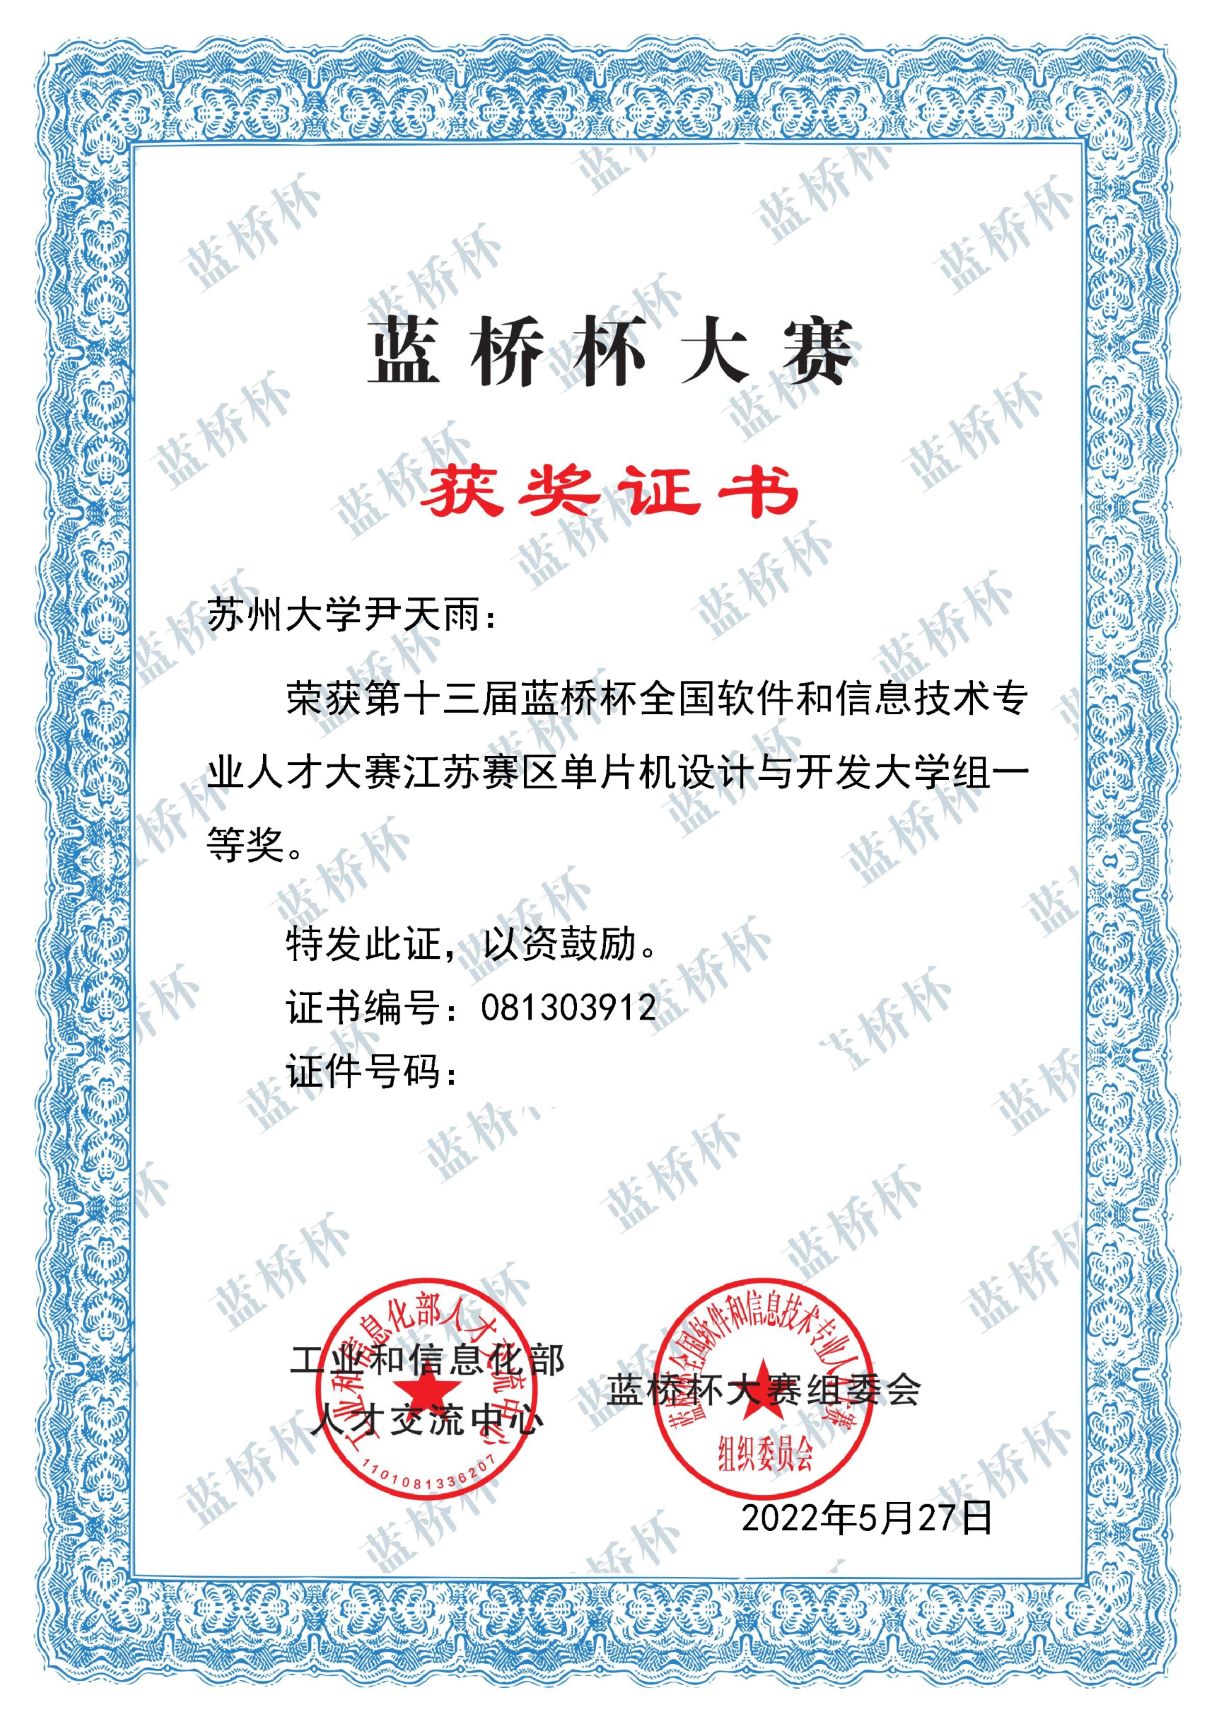 蓝桥杯大赛
获奖证书
苏州大学尹天雨：
荣获第十三届蓝桥杯全国软件和信息技术专
业人才大赛江苏赛区单片机设计与开发大学组一
等奖。
特发此证，以资鼓励。
证书编号：081303912
证件号码：
工业和信息化部
人才交流中心
工业和信息化部人才交流中心
1101081336207
蓝桥杯大赛组委会
蓝桥杯全国软件和信息技术专业人才大赛
组织委员会
2022年5月27日
蓝桥杯